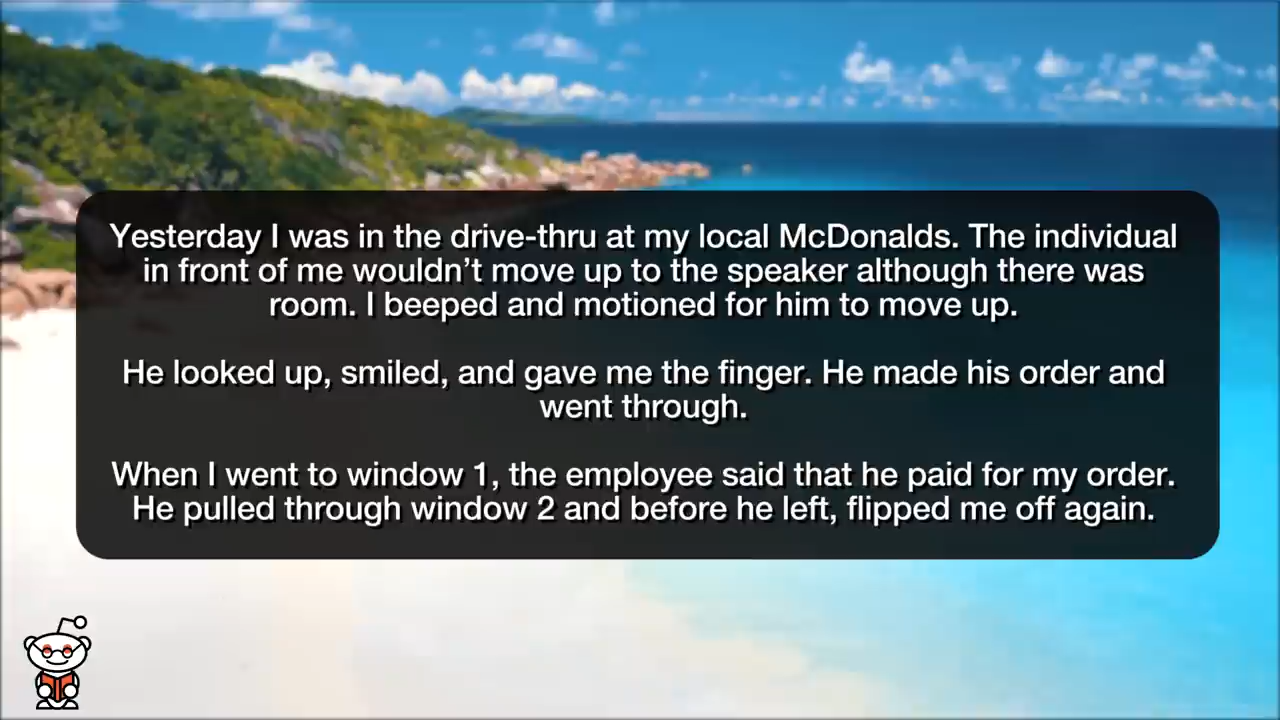 Yesterday I was in the drive-thru at my local McDonalds. The individual
in front of me wouldn’t move up to the speaker although there was
room. I beeped and motioned for him to move up.
He looked up, smiled, and gave me the finger. He made his order and
went through.
When I went to window 1, the employee said that he paid for my order.
He pulled through window 2 and before he left, flipped me off again.